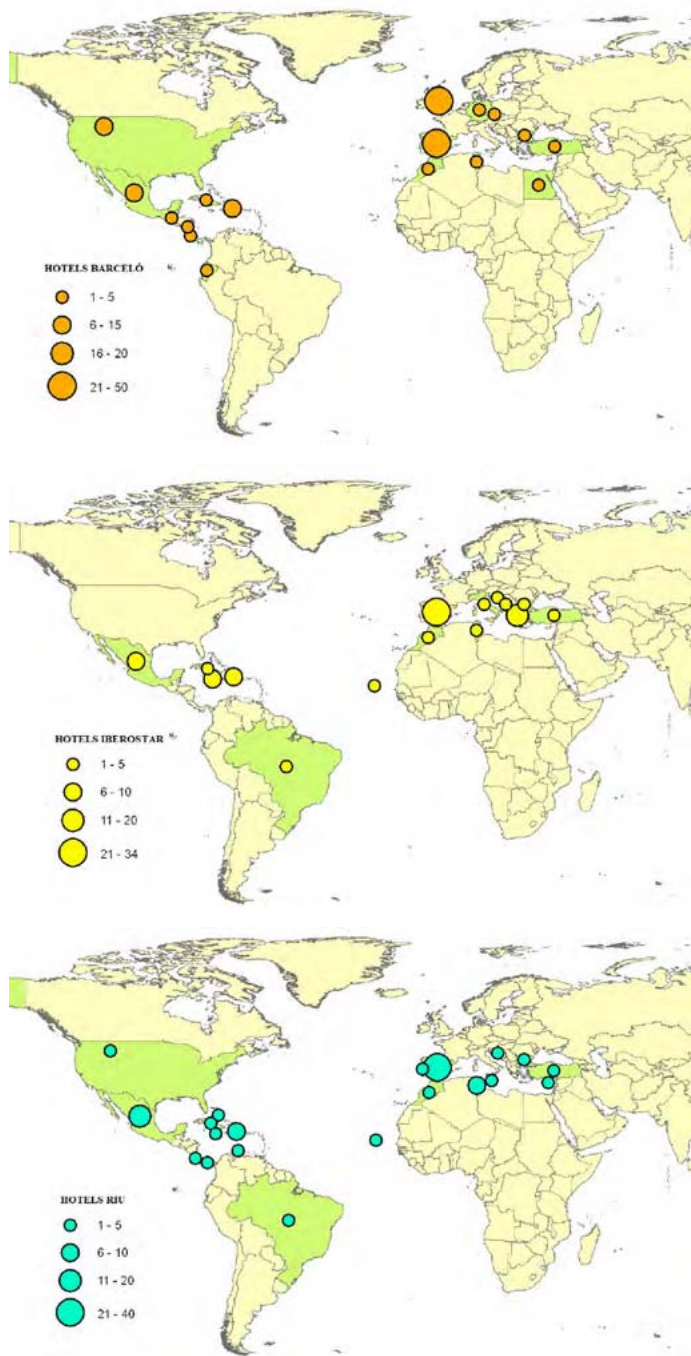 HOTELS BARCELÓ
1 - 5
6 - 15
16 - 20
21 - 50
HOTELS IBEROSTAR
1 - 5
6 - 10
11 - 20
21 - 34
HOTELS RIU
1 - 5
6 - 10
11 - 20
21 - 40